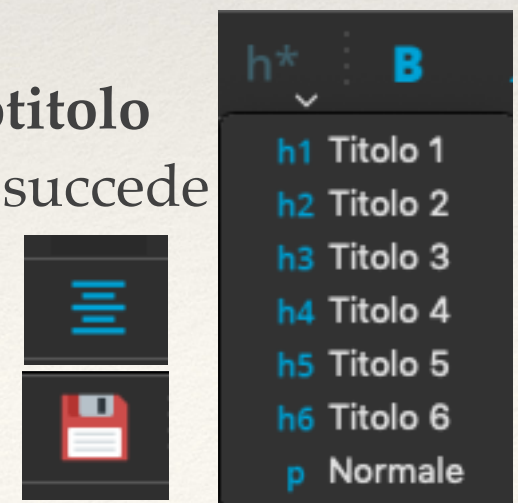 h* B
titolo
succede
h1 Titolo 1
h2 Titolo 2
h3 Titolo 3
h4 Titolo 4
h5 Titolo 5
h6 Titolo 6
p Normale